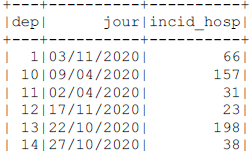 +---+----------+----------+
|dep|      jour|incid_hosp|
+---+----------+----------+
|  1|03/11/2020|        66|
| 10|09/04/2020|       157|
| 11|02/04/2020|        31|
| 12|17/11/2020|        23|
| 13|22/10/2020|       198|
| 14|27/10/2020|        38|